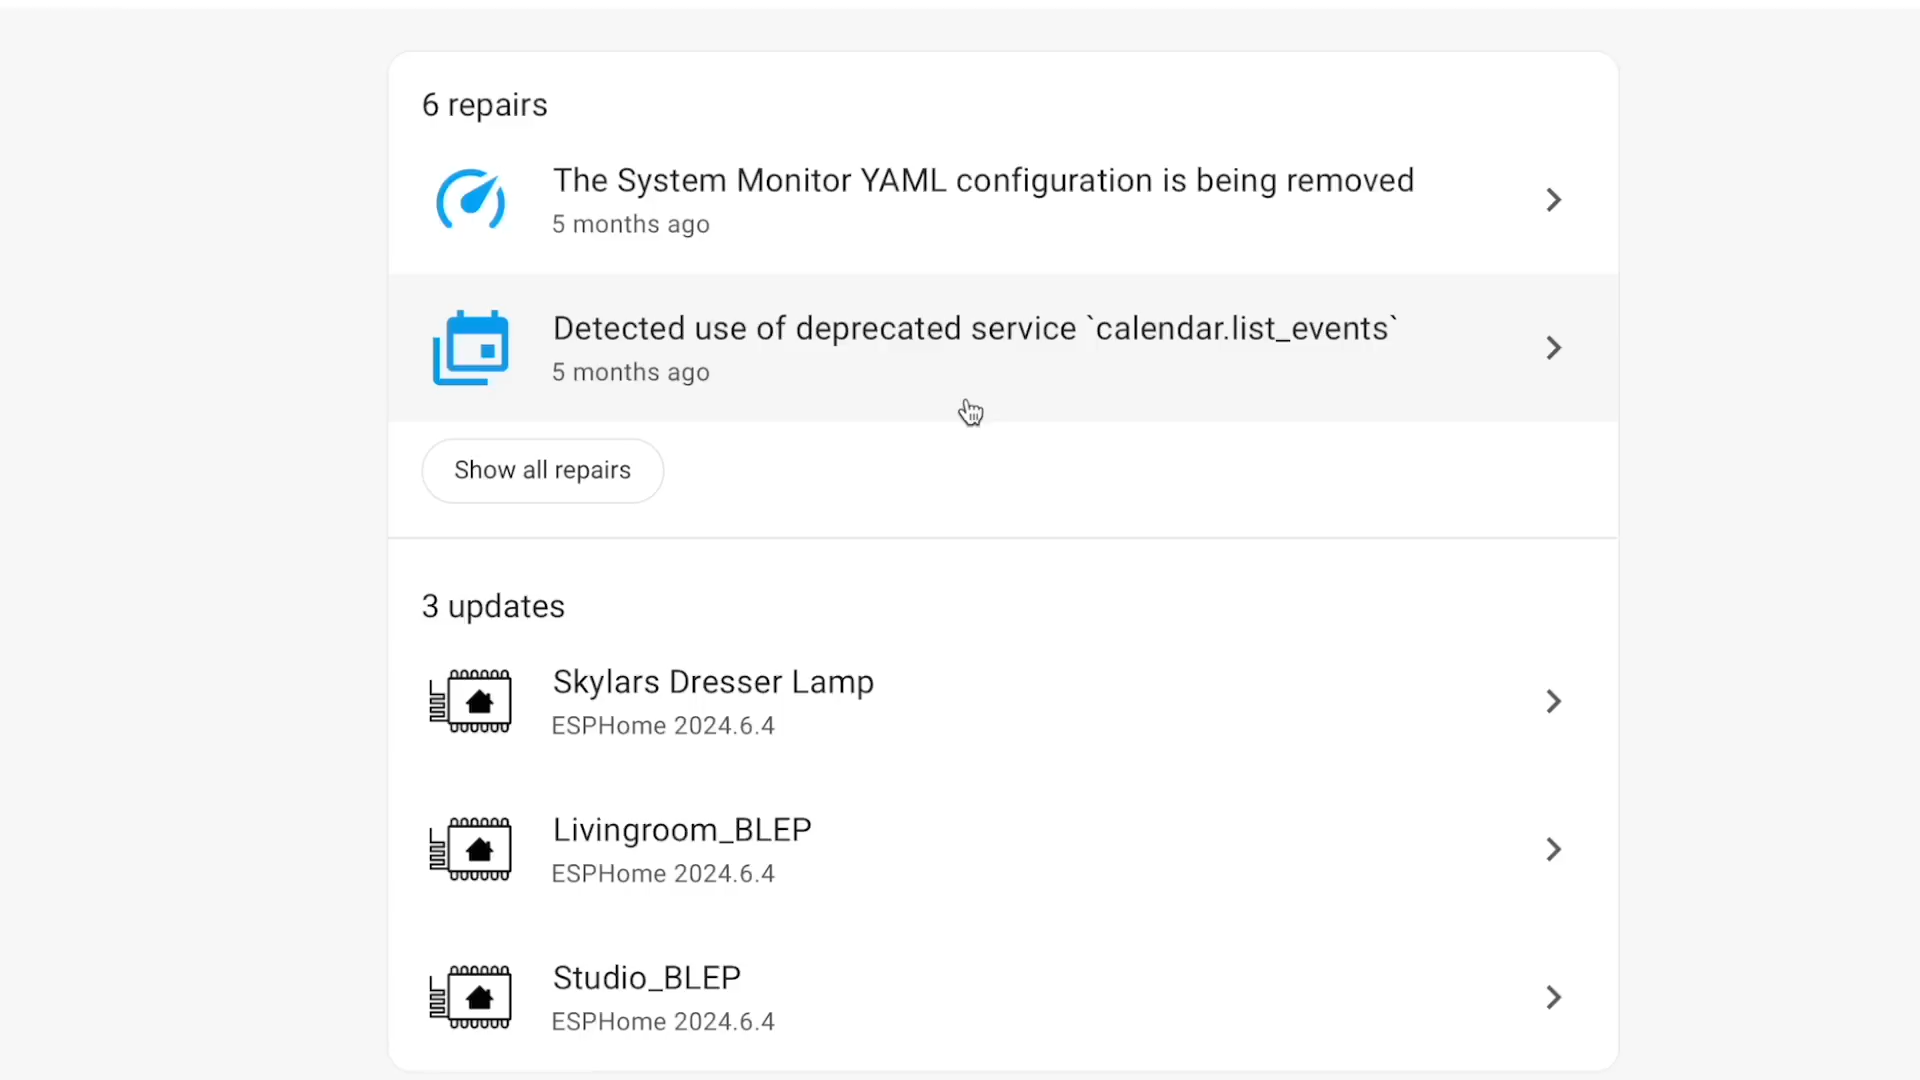 6 repairs
The System Monitor YAML configuration is being removed
5 months ago
Detected use of deprecated service `calendar.list_events`
5 months ago
Show all repairs
3 updates
Skylars Dresser Lamp
ESPHome 2024.6.4
Livingroom_BLEP
ESPHome 2024.6.4
Studio_BLEP
ESPHome 2024.6.4